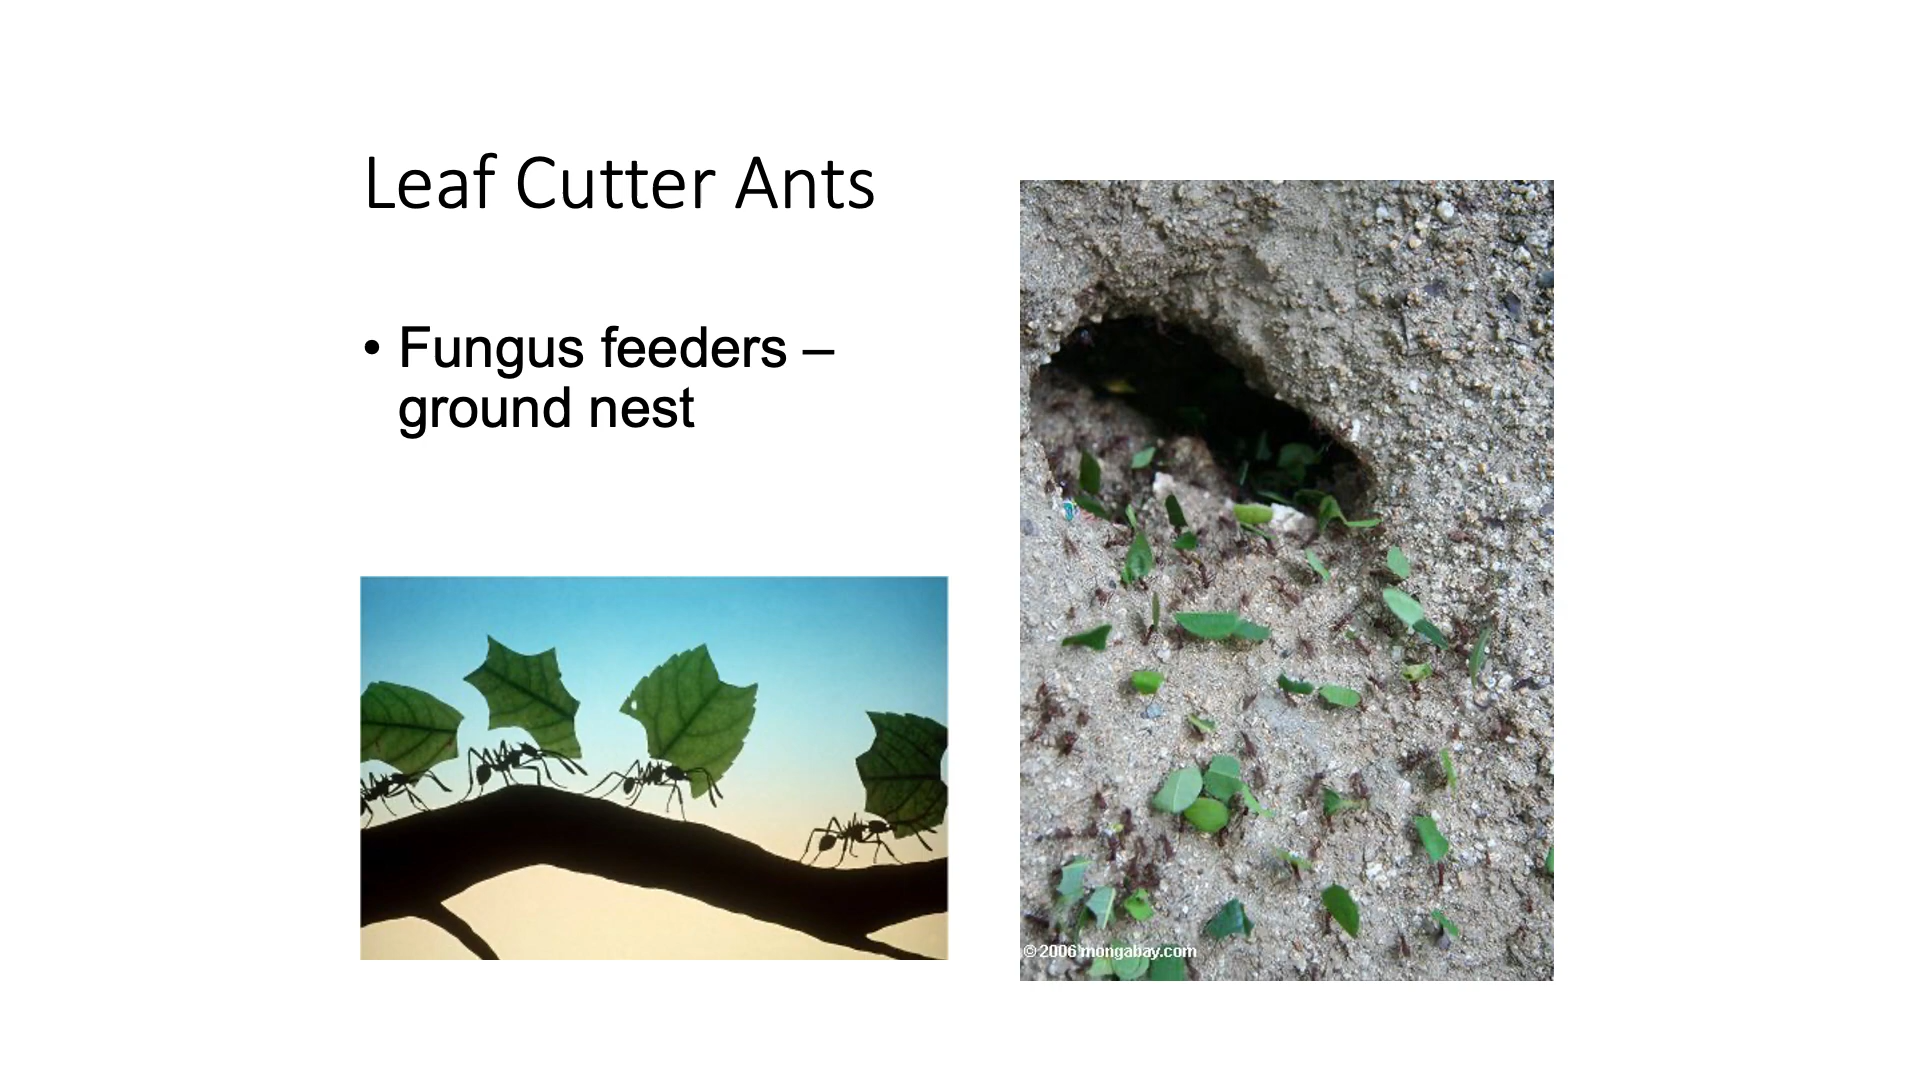 Leaf Cutter Ants
• Fungus feeders –
ground nest
© 2006 mongabay.com